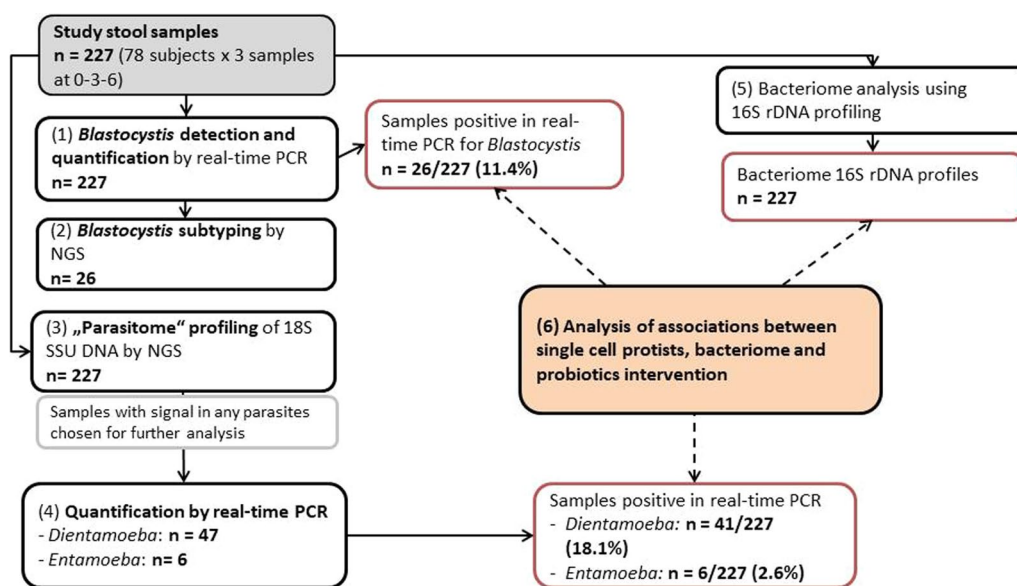 Study stool samples
n = 227 (78 subjects x 3 samples
at 0-3-6)
(1) Blastocystis detection and
quantification by real-time PCR
n= 227
(2) Blastocystis subtyping by
NGS
n= 26
(3) „Parasitome“ profiling of 18S
SSU DNA by NGS
n= 227
Samples with signal in any parasites
chosen for further analysis
(4) Quantification by real-time PCR
- Dientamoeba: n = 47
- Entamoeba: n= 6
Samples positive in real-
time PCR for Blastocystis
n = 26/227 (11.4%)
(5) Bacteriome analysis using
16S rDNA profiling
Bacteriome 16S rDNA profiles
n = 227
(6) Analysis of associations between
single cell protists, bacteriome and
probiotics intervention
Samples positive in real-time PCR
- Dientamoeba: n = 41/227
(18.1%)
- Entamoeba: n = 6/227 (2.6%)